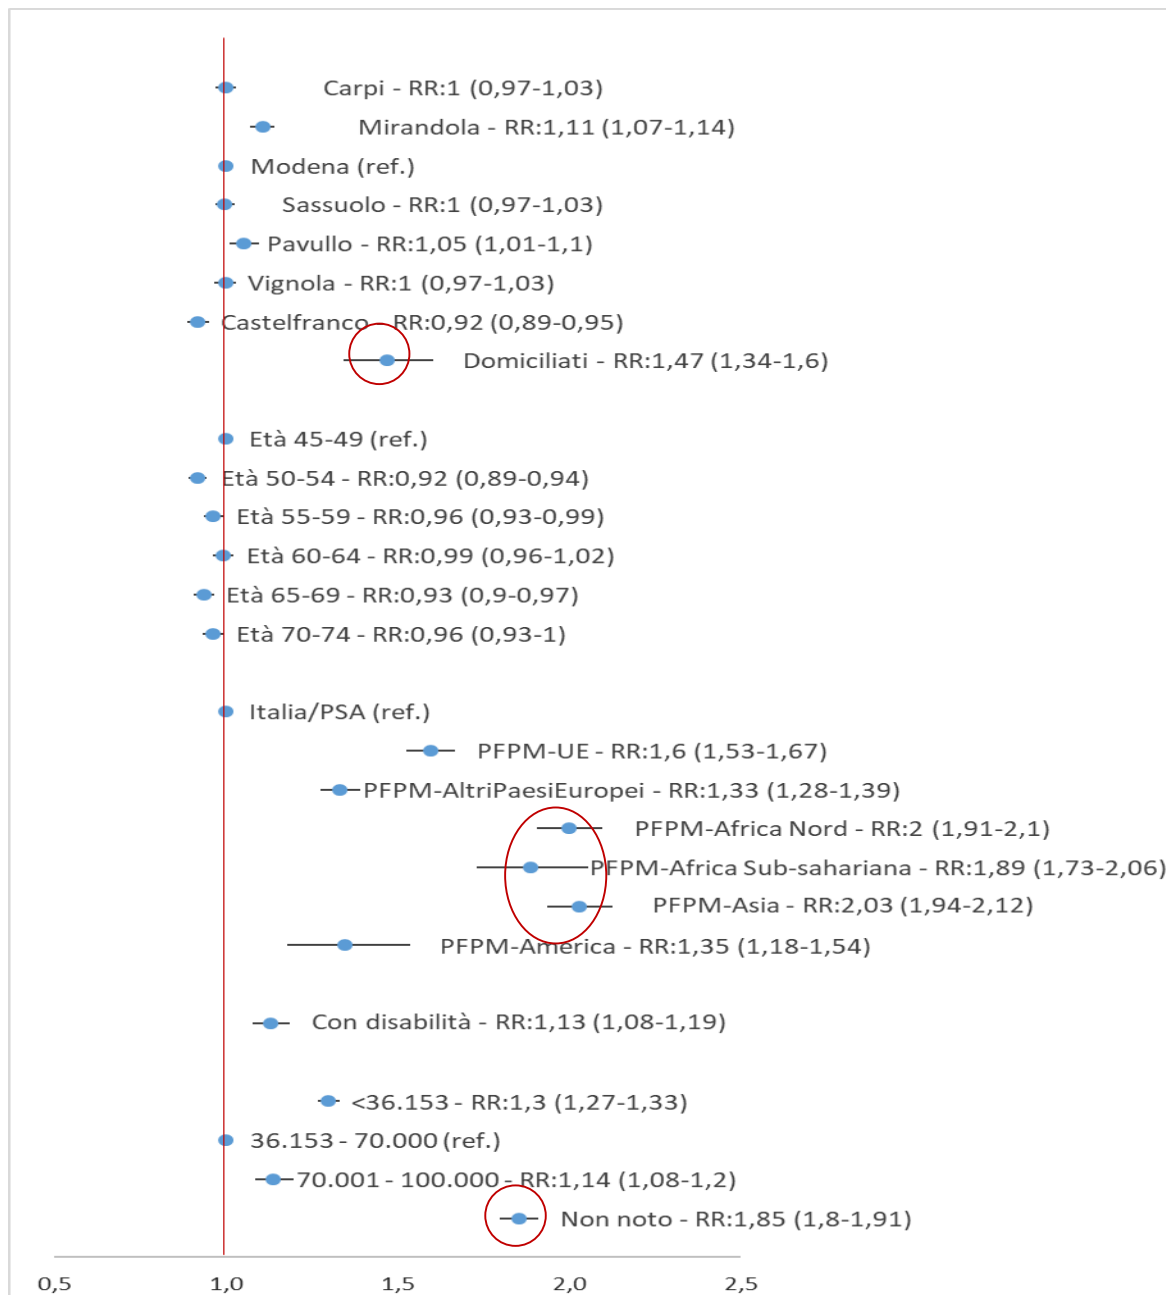 Carpi - RR:1 (0,97-1,03)
Mirandola - RR:1,11 (1,07-1,14)
Modena (ref.)
Sassuolo - RR:1 (0,97-1,03)
Pavullo - RR:1,05 (1,01-1,1)
Vignola - RR:1 (0,97-1,03)
Castelfranco - RR:0,92 (0,89-0,95)
Domiciliati - RR:1,47 (1,34-1,6)
Età 45-49 (ref.)
Età 50-54 - RR:0,92 (0,89-0,94)
Età 55-59 - RR:0,96 (0,93-0,99)
Età 60-64 - RR:0,99 (0,96-1,02)
Età 65-69 - RR:0,93 (0,9-0,97)
Età 70-74 - RR:0,96 (0,93-1)
Italia/PSA (ref.)
PFPM-UE - RR:1,6 (1,53-1,67)
PFPM-AltriPaesiEuropei - RR:1,33 (1,28-1,39)
PFPM-Africa Nord - RR:2 (1,91-2,1)
PFPM-Africa Sub-sahariana - RR:1,89 (1,73-2,06)
PFPM-Asia - RR:2,03 (1,94-2,12)
PFPM-America - RR:1,35 (1,18-1,54)
Con disabilità - RR:1,13 (1,08-1,19)
<36.153 - RR:1,3 (1,27-1,33)
36.153 - 70.000 (ref.)
70.001 - 100.000 - RR:1,14 (1,08-1,2)
Non noto - RR:1,85 (1,8-1,91)
0,5 1,0 1,5 2,0 2,5